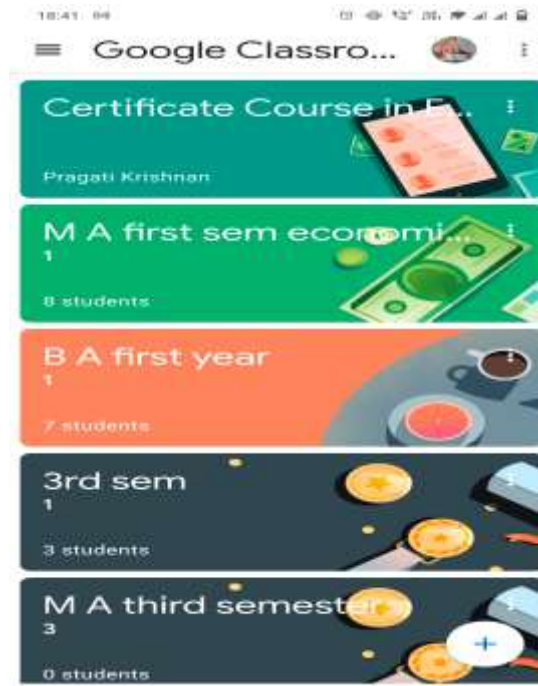 18:41
Google Classro...
Certificate Course in E...
Pragati Krishnan
M A first sem economi...
1
8 students
B A first year
1
7 students
3rd sem
1
3 students
M A third semester
3
0 students